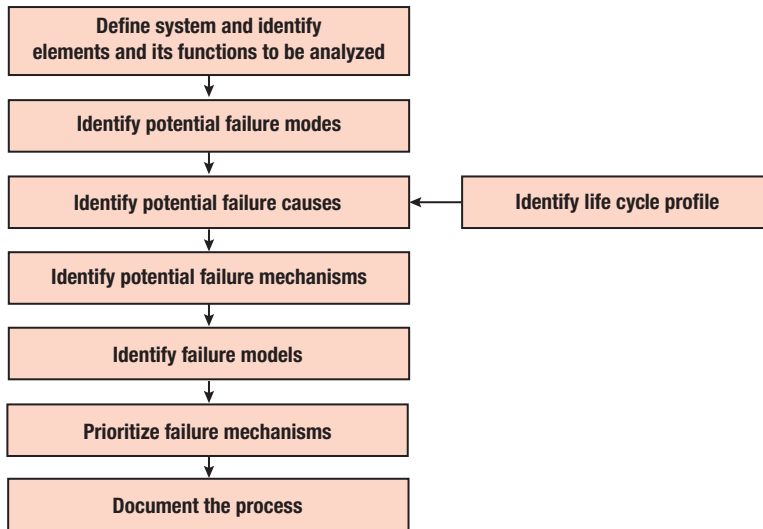 Define system and identify
elements and its functions to be analyzed
Identify potential failure modes
Identify potential failure causes
Identify life cycle profile
Identify potential failure mechanisms
Identify failure models
Prioritize failure mechanisms
Document the process